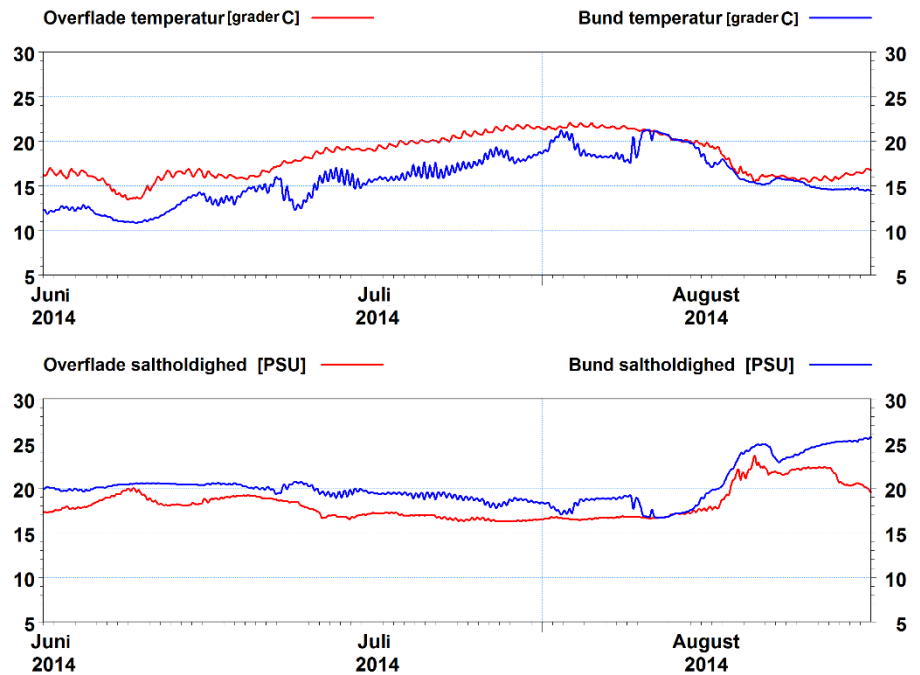 Overflade temperatur [grader C] Bund temperatur [grader C]
30 30
25 25
20 20
15 15
10 10
5 5
Juni Juli August
2014 2014 2014
Overflade saltholdighed [PSU] Bund saltholdighed [PSU]
30 30
25 25
20 20
15 15
10 10
5 5
Juni Juli August
2014 2014 2014